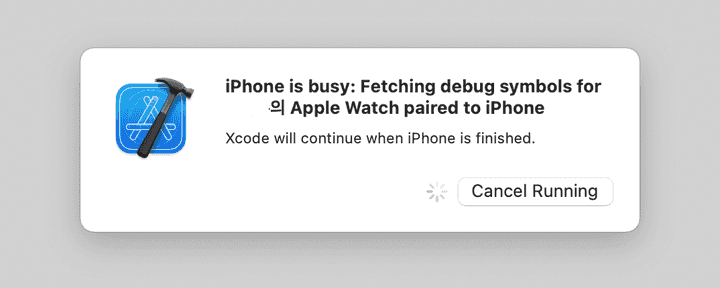 iPhone is busy: Fetching debug symbols for
의 Apple Watch paired to iPhone
Xcode will continue when iPhone is finished.
Cancel Running